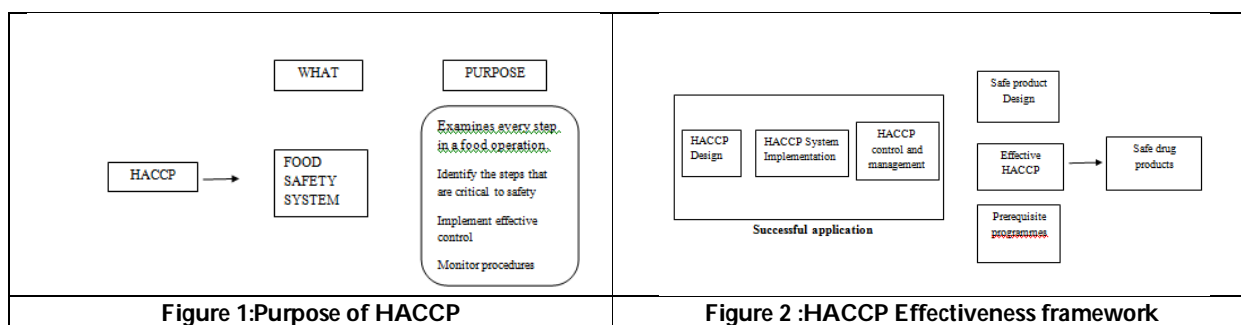 WHAT
PURPOSE
HACCP
FOOD
SAFETY
SYSTEM
Examines every step
in a food operation.
Identify the steps that
are critical to safety
Implement effective
control
Monitor procedures
Figure 1:Purpose of HACCP
HACCP
Design
HACCP System
Implementation
HACCP
control and
management
Successful application
Safe product
Design
Effective
HACCP
Prerequisite
programmes
Safe drug
products
Figure 2 :HACCP Effectiveness framework